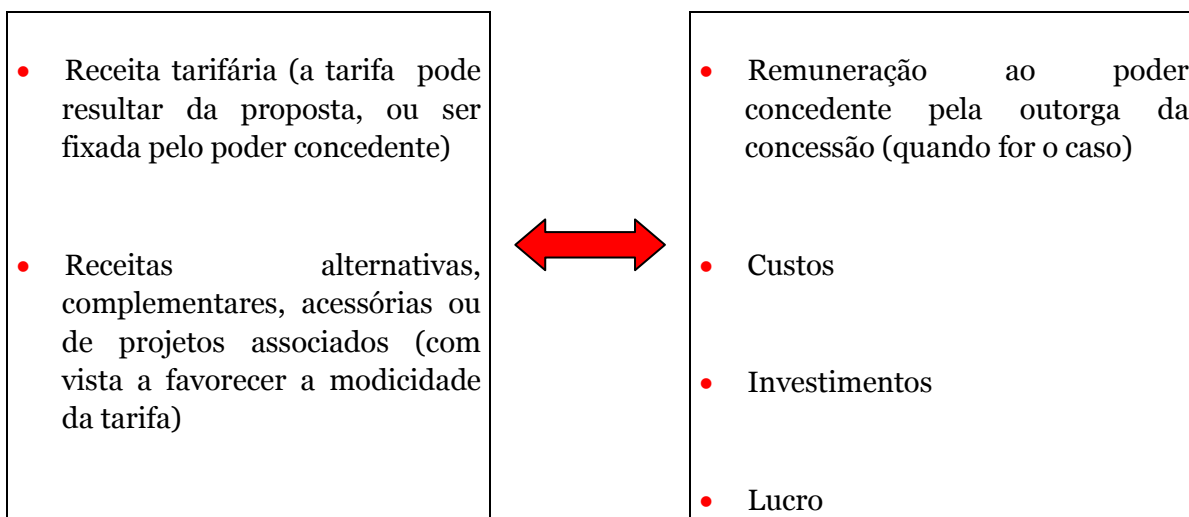 • Receita tarifária (a tarifa pode
resultar da proposta, ou ser
fixada pelo poder concedente)
• Receitas alternativas,
complementares, acessórias ou
de projetos associados (com
vista a favorecer a modicidade
da tarifa)
• Remuneração ao poder
concedente pela outorga da
concessão (quando for o caso)
• Custos
• Investimentos
• Lucro